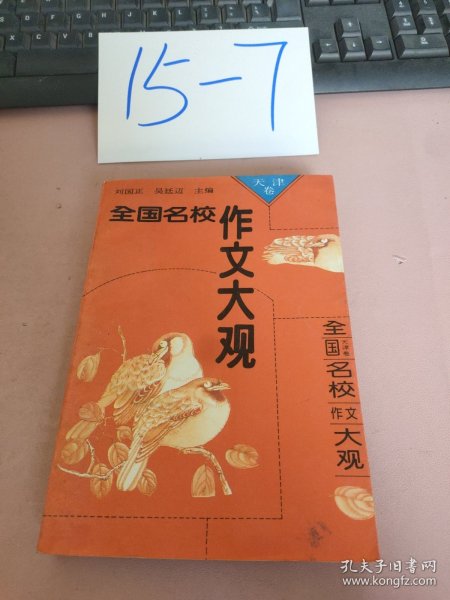 15-7
天津
卷
刘国正 吴廷迈 主编
全国名校
作文大观
全国
天津卷
名校
作文
大观
孔夫子旧书网
www.kongfz.com